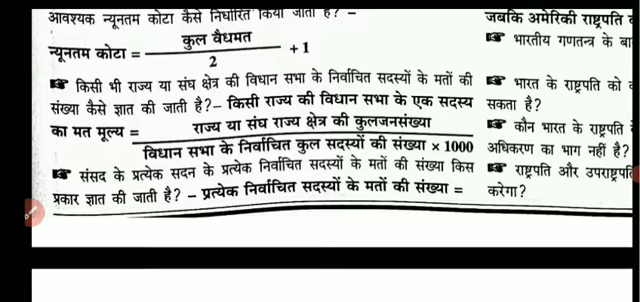 आवश्यक न्यूनतम कोटा कैसे निर्धारित किया जाता है? –
न्यूनतम कोटा = कुल वैधमत / 2 + 1
☞ किसी भी राज्य या संघ क्षेत्र की विधान सभा के निर्वाचित सदस्यों के मतों की
संख्या कैसे ज्ञात की जाती है?– किसी राज्य की विधान सभा के एक सदस्य
का मत मूल्य = राज्य या संघ राज्य क्षेत्र की कुलजनसंख्या
विधान सभा के निर्वाचित कुल सदस्यों की संख्या × 1000
☞ संसद के प्रत्येक सदन के प्रत्येक निर्वाचित सदस्यों के मतों की संख्या किस
प्रकार ज्ञात की जाती है? – प्रत्येक निर्वाचित सदस्यों के मतों की संख्या =
जबकि अमेरिकी राष्ट्रपति
☞ भारतीय गणतन्त्र के बा
☞ भारत के राष्ट्रपति को
सकता है?
☞ कौन भारत के राष्ट्रपति
अधिकरण का भाग नहीं है?
☞ राष्ट्रपति और उपराष्ट्रपति
करेगा?